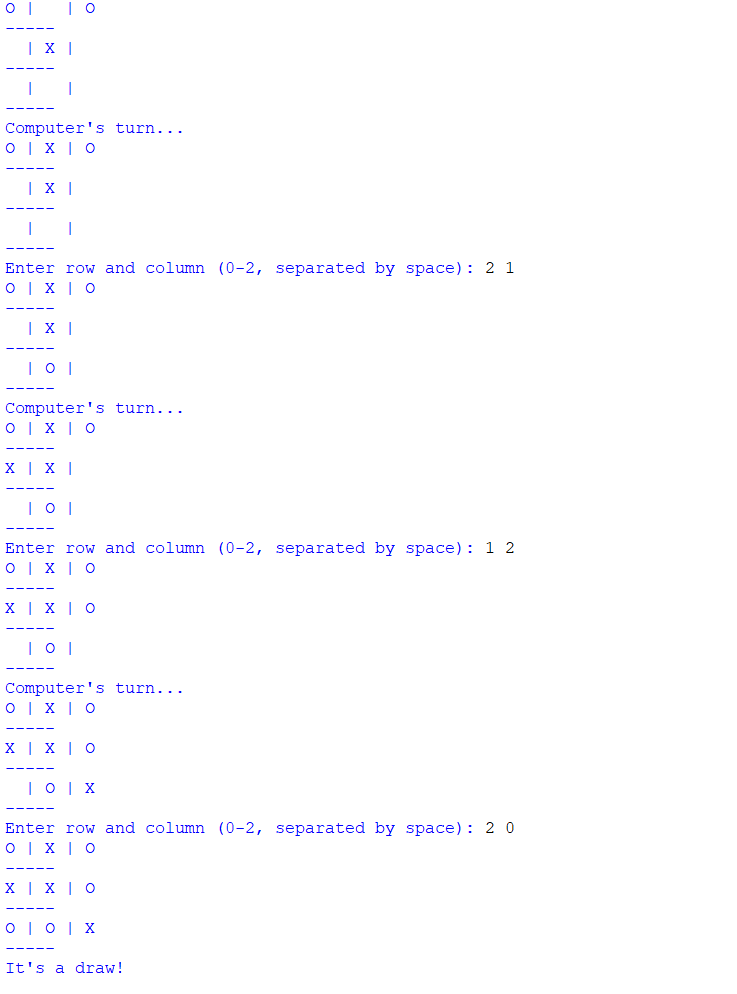 O |   | O
-----
  | X |
-----
  |   |
-----
Computer's turn...
O | X | O
-----
  | X |
-----
  |   |
-----
Enter row and column (0-2, separated by space): 2 1
O | X | O
-----
  | X |
-----
  | O |
-----
Computer's turn...
O | X | O
-----
X | X |
-----
  | O |
-----
Enter row and column (0-2, separated by space): 1 2
O | X | O
-----
X | X | O
-----
  | O |
-----
Computer's turn...
O | X | O
-----
X | X | O
-----
  | O | X
-----
Enter row and column (0-2, separated by space): 2 0
O | X | O
-----
X | X | O
-----
O | O | X
-----
It's a draw!